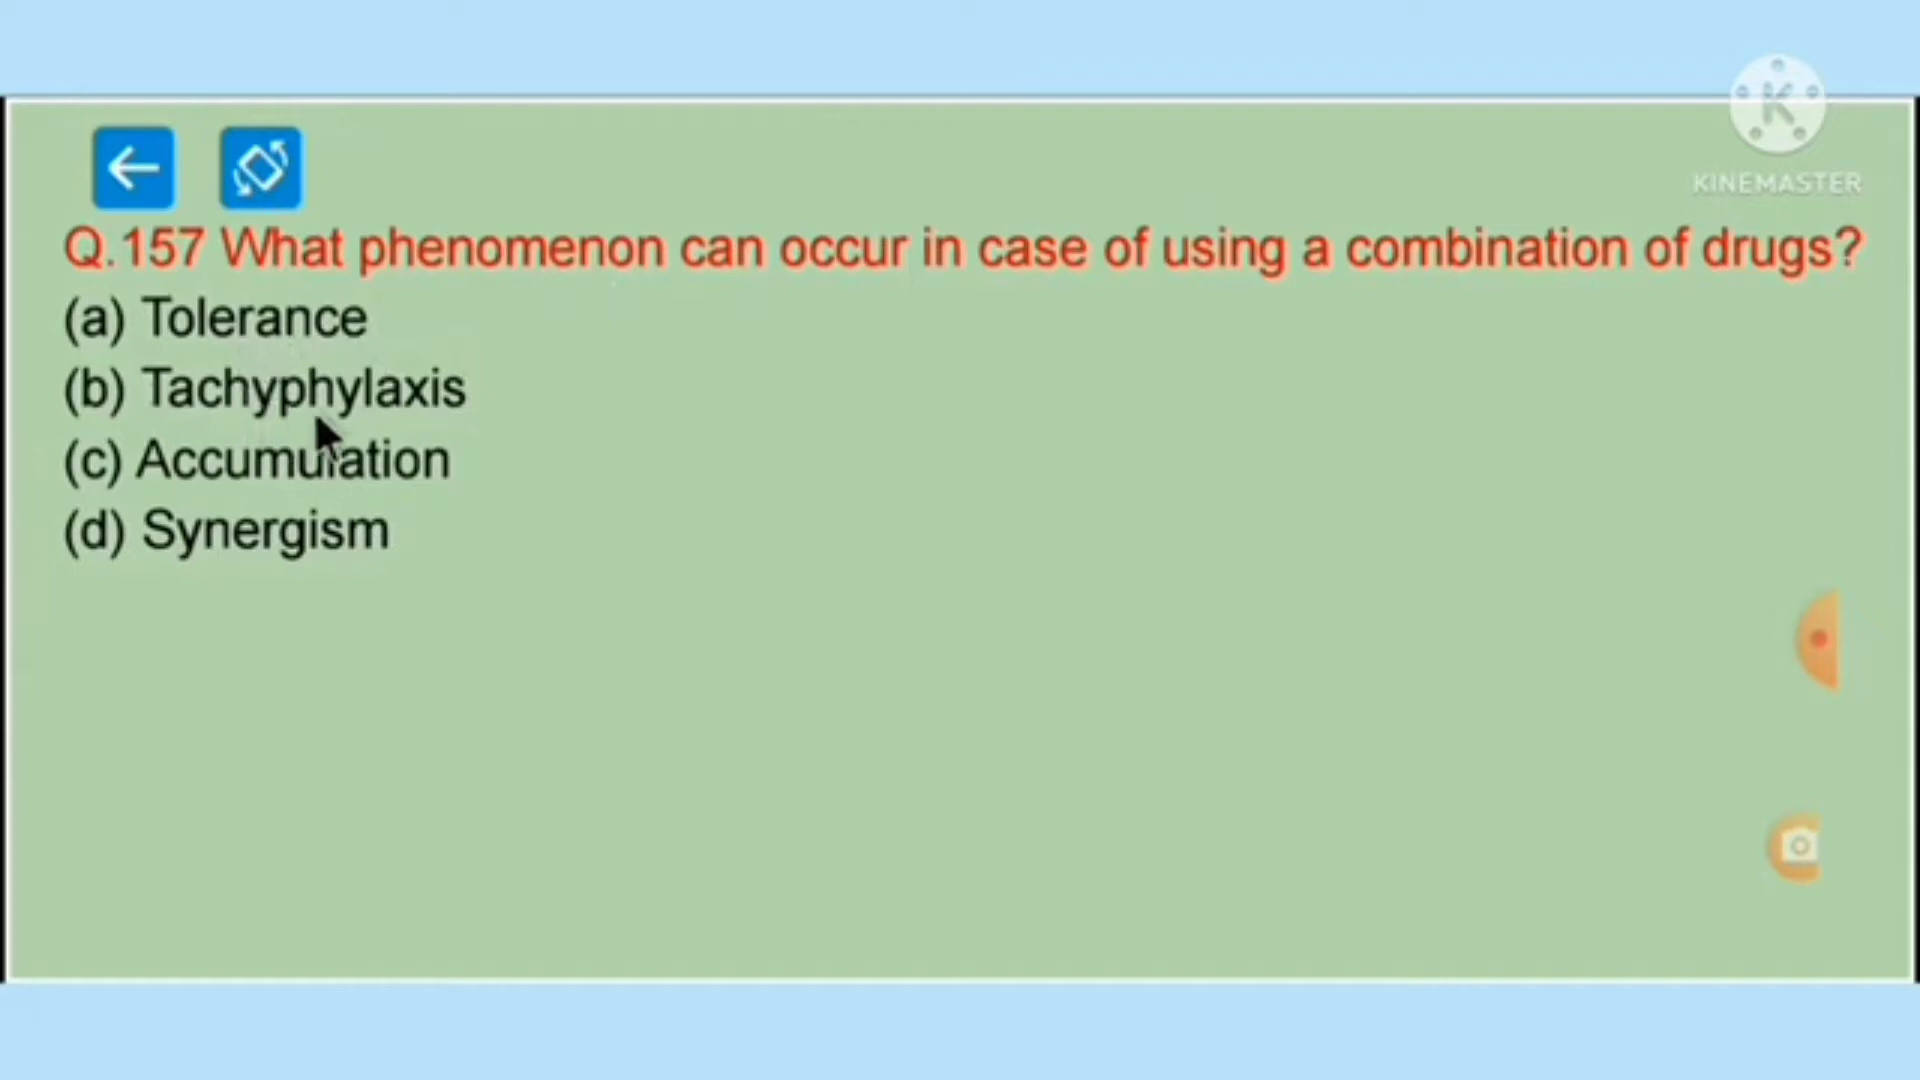 K
KINEMASTER
Q.157 What phenomenon can occur in case of using a combination of drugs?
(a) Tolerance
(b) Tachyphylaxis
(c) Accumulation
(d) Synergism